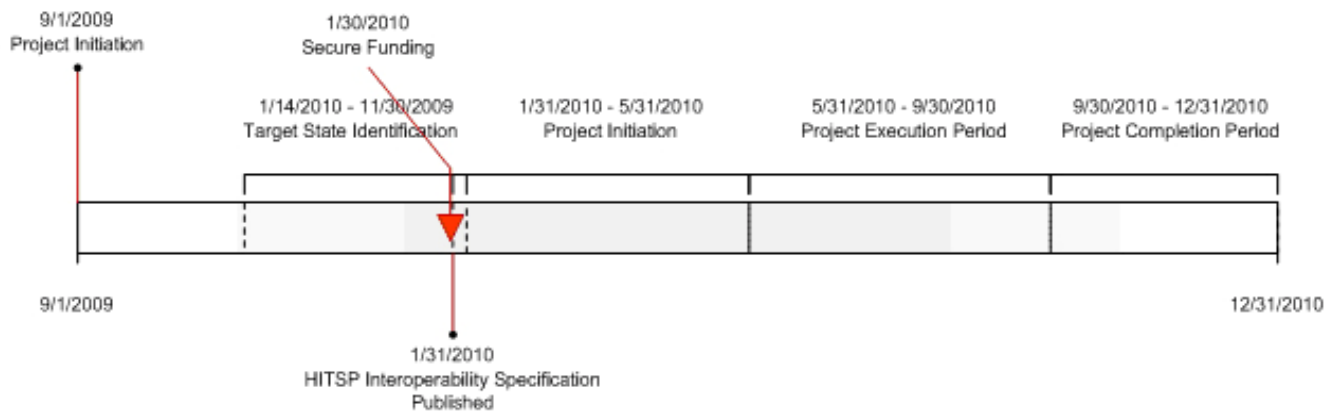 9/1/2009
Project Initiation
1/30/2010
Secure Funding
1/14/2010 - 11/30/2009
Target State Identification
1/31/2010 - 5/31/2010
Project Initiation
5/31/2010 - 9/30/2010
Project Execution Period
9/30/2010 - 12/31/2010
Project Completion Period
9/1/2009
12/31/2010
1/31/2010
HITSP Interoperability Specification
Published